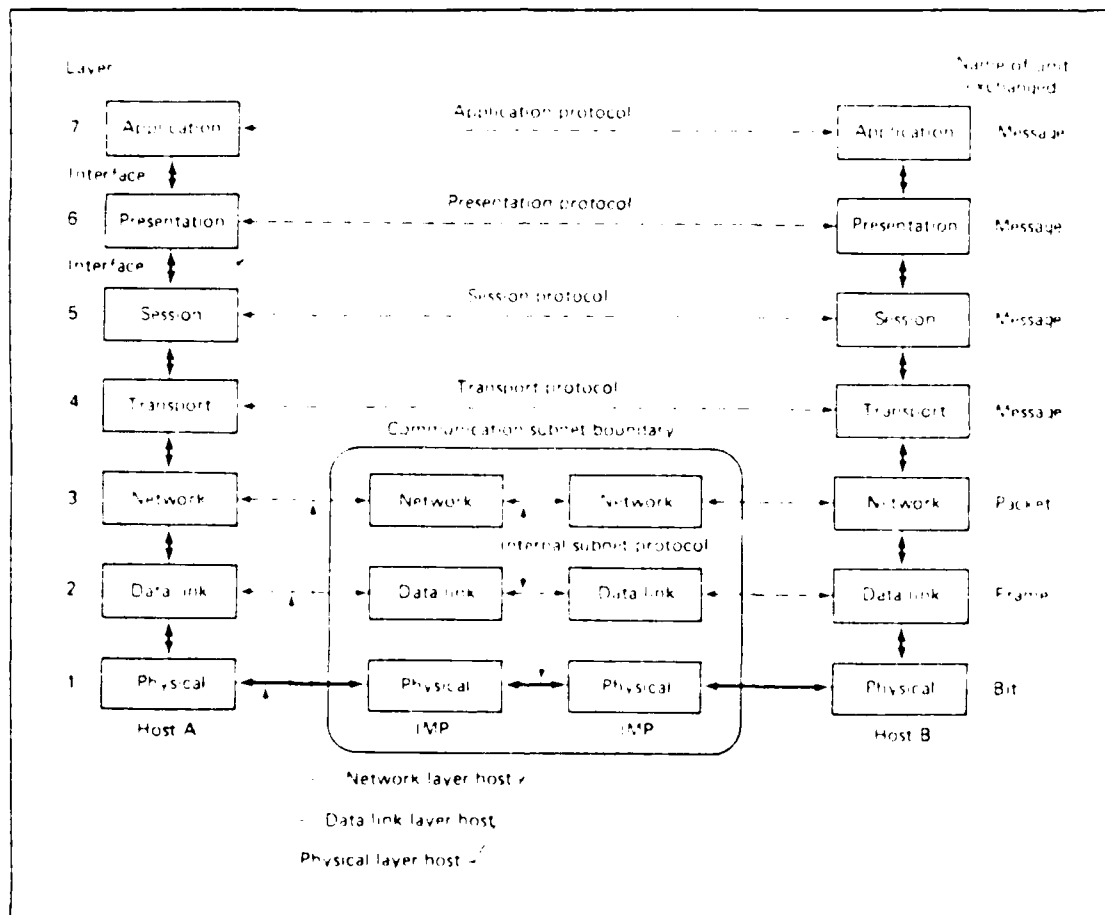 Layer
Name of unit
exchanged
Application protocol
7 Application Application Message
Interface
Presentation protocol
6 Presentation Presentation Message
Interface
Session protocol
5 Session Session Message
Transport protocol
4 Transport Transport Message
Communication subnet boundary
3 Network Network Network Network Packet
Internal subnet protocol
2 Data link Data link Data link Data link Frame
1 Physical Physical Physical Physical Bit
Host A IMP IMP Host B
Network layer host
Data link layer host
Physical layer host